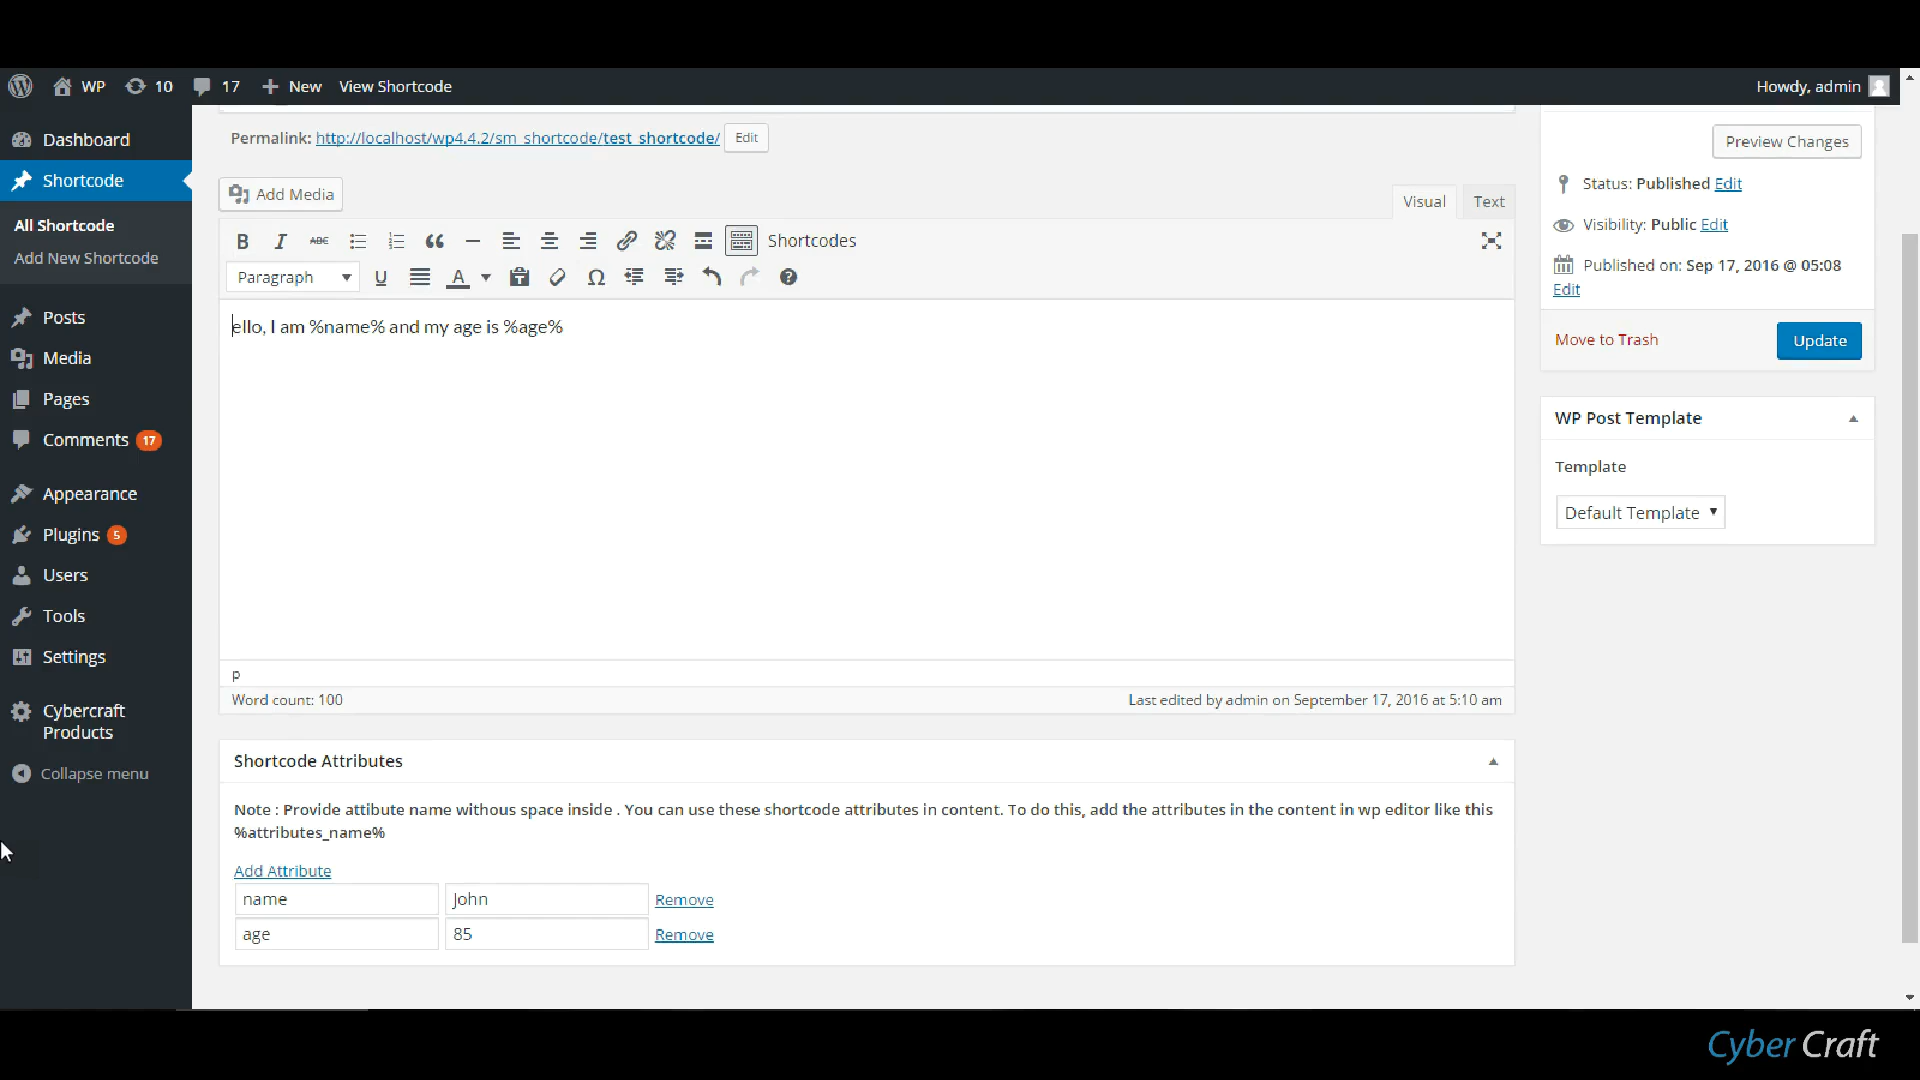 WP 10 17 New View Shortcode Howdy, admin
Dashboard
Shortcode
All Shortcode
Add New Shortcode
Posts
Media
Pages
Comments 17
Appearance
Plugins 5
Users
Tools
Settings
Cybercraft
Products
Collapse menu
Permalink: http://localhost/wp4.4.2/sm_shortcode/test_shortcode/ Edit
Add Media
Visual Text
B I ABC Shortcodes
Paragraph U A
ello, I am %name% and my age is %age%
p
Word count: 100 Last edited by admin on September 17, 2016 at 5:10 am
Shortcode Attributes
Note : Provide attibute name withous space inside . You can use these shortcode attributes in content. To do this, add the attributes in the content in wp editor like this
%attributes_name%
Add Attribute
name John Remove
age 85 Remove
Preview Changes
Status: Published Edit
Visibility: Public Edit
Published on: Sep 17, 2016 @ 05:08
Edit
Move to Trash Update
WP Post Template
Template
Default Template
Cyber Craft